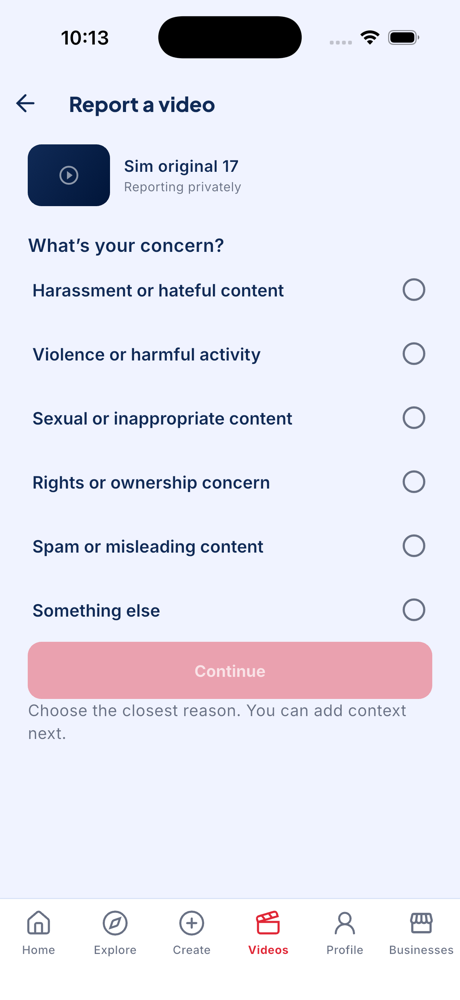 10:13
Report a video
Sim original 17
Reporting privately
What's your concern?
Harassment or hateful content
Violence or harmful activity
Sexual or inappropriate content
Rights or ownership concern
Spam or misleading content
Something else
Continue
Choose the closest reason. You can add context
next.
Home
Explore
Create
Videos
Profile
Businesses